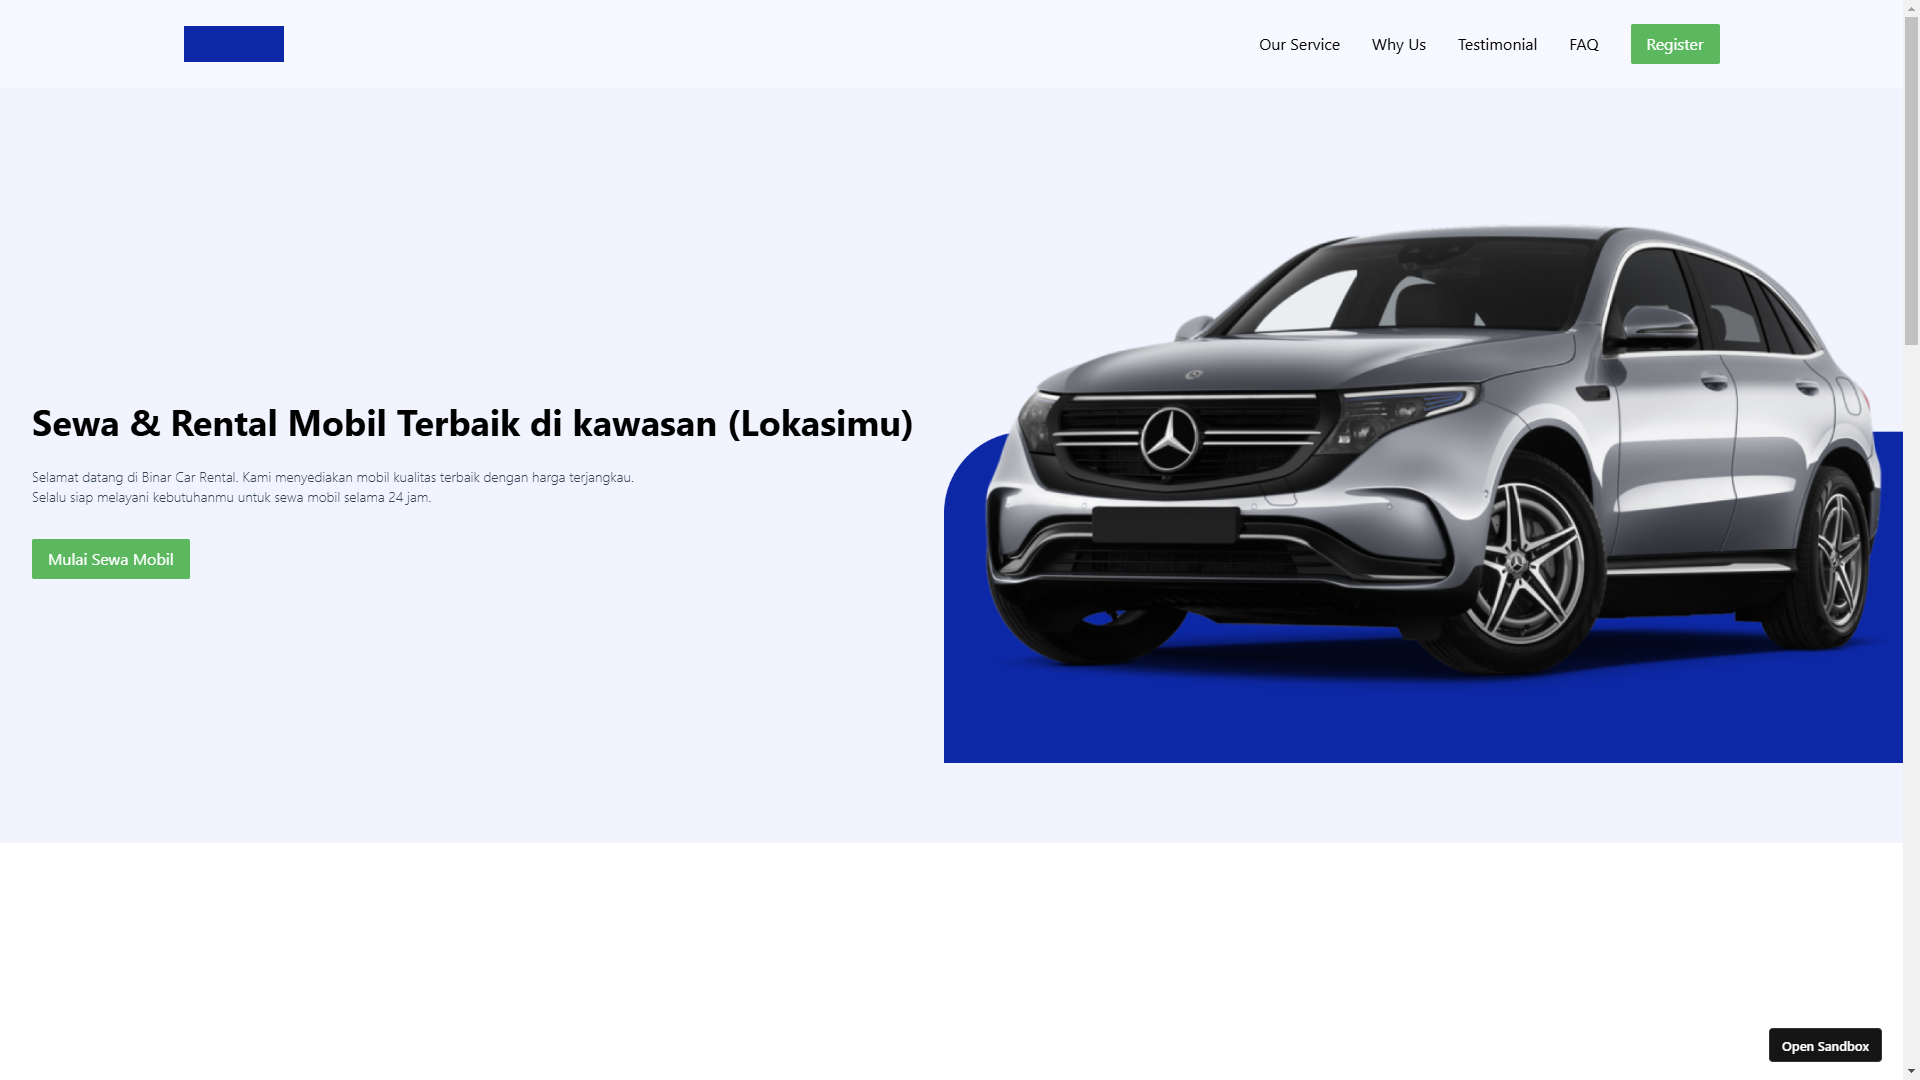 Our Service
Why Us
Testimonial
FAQ
Register
Sewa & Rental Mobil Terbaik di kawasan (Lokasimu)
Selamat datang di Binar Car Rental. Kami menyediakan mobil kualitas terbaik dengan harga terjangkau.
Selalu siap melayani kebutuhanmu untuk sewa mobil selama 24 jam.
Mulai Sewa Mobil
Open Sandbox